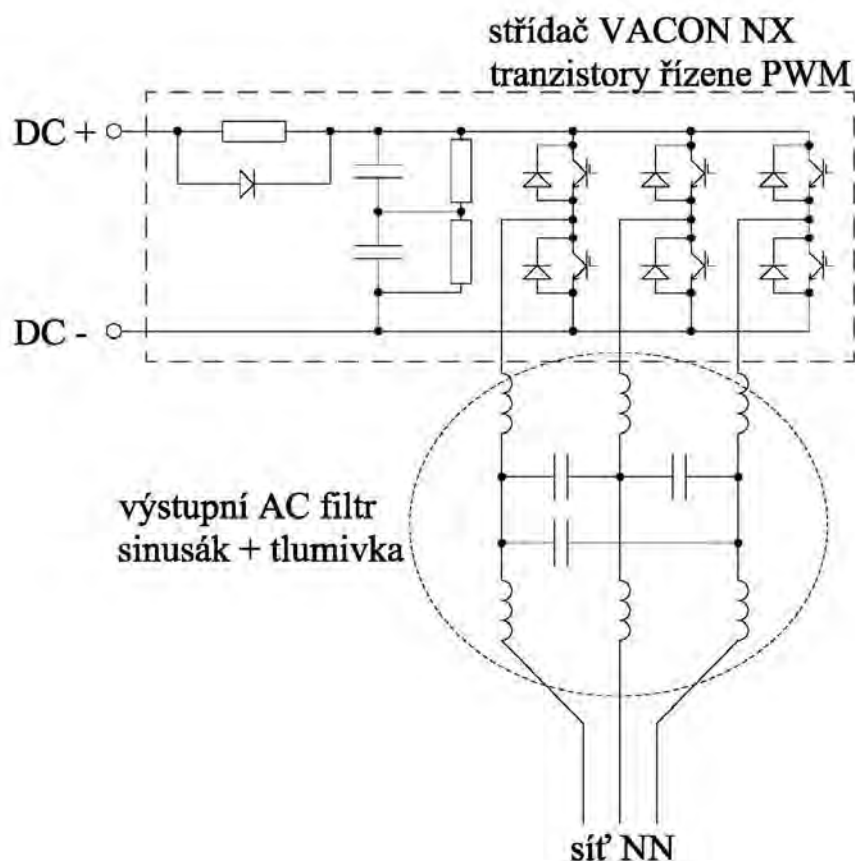 střídač VACON NX
tranzistory řízene PWM
DC +
DC -
výstupní AC filtr
sinusák + tlumivka
síť NN